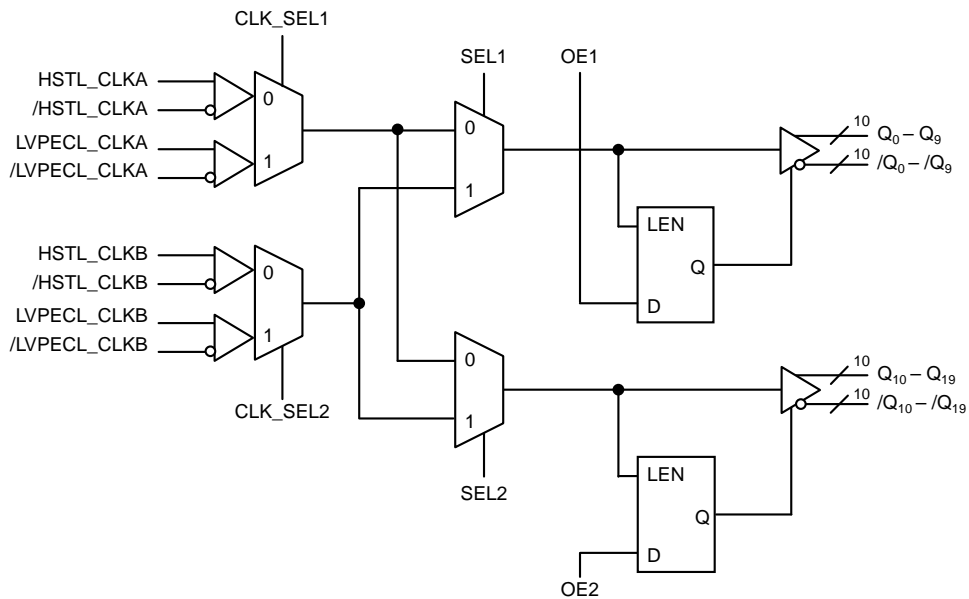 CLK_SEL1
HSTL_CLKA
/HSTL_CLKA
LVPECL_CLKA
/LVPECL_CLKA
0
1
SEL1
0
1
OE1
10
Q0 – Q9
10
/Q0 – /Q9
LEN
Q
D
HSTL_CLKB
/HSTL_CLKB
LVPECL_CLKB
/LVPECL_CLKB
0
1
CLK_SEL2
0
1
SEL2
10
Q10 – Q19
10
/Q10 – /Q19
LEN
Q
D
OE2